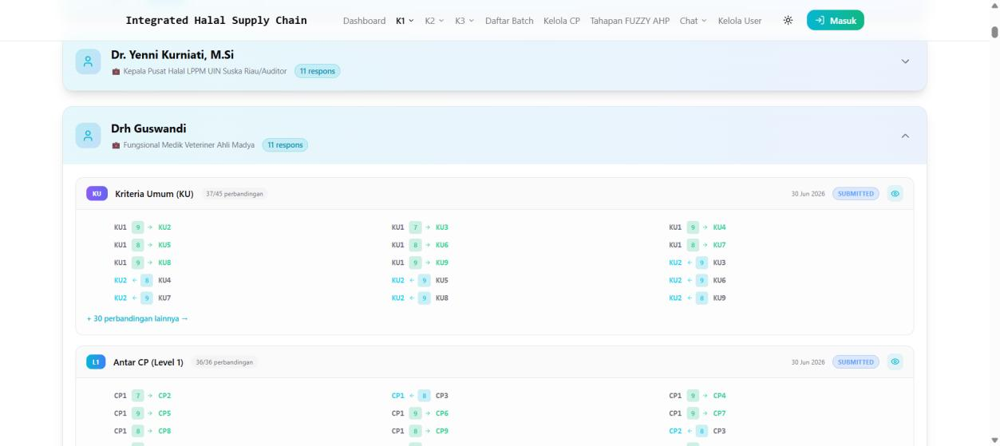 Integrated Halal Supply Chain Dashboard K1 K2 K3 Daftar Batch Kelola CP Tahapan FUZZY AHP Chat Kelola User Masuk
Dr. Yenni Kurniati, M.Si
Kepala Pusat Halal LPPM UIN Suska Riau/Auditor 11 respons
Drh Guswandi
Fungsional Medik Veteriner Ahli Madya 11 respons
KU Kriteria Umum (KU) 37/45 perbandingan 30 Jun 2026 SUBMITTED
KU1 9 → KU2 KU1 7 → KU3 KU1 9 → KU4
KU1 8 → KU5 KU1 8 → KU6 KU1 8 → KU7
KU1 9 → KU8 KU1 9 → KU9 KU2 ← 9 KU3
KU2 ← 8 KU4 KU2 ← 9 KU5 KU2 ← 9 KU6
KU2 ← 9 KU7 KU2 ← 9 KU8 KU2 ← 8 KU9
+ 30 perbandingan lainnya →
L1 Antar CP (Level 1) 36/36 perbandingan 30 Jun 2026 SUBMITTED
CP1 7 → CP2 CP1 ← 8 CP3 CP1 9 → CP4
CP1 9 → CP5 CP1 9 → CP6 CP1 9 → CP7
CP1 8 → CP8 CP1 8 → CP9 CP2 ← 8 CP3